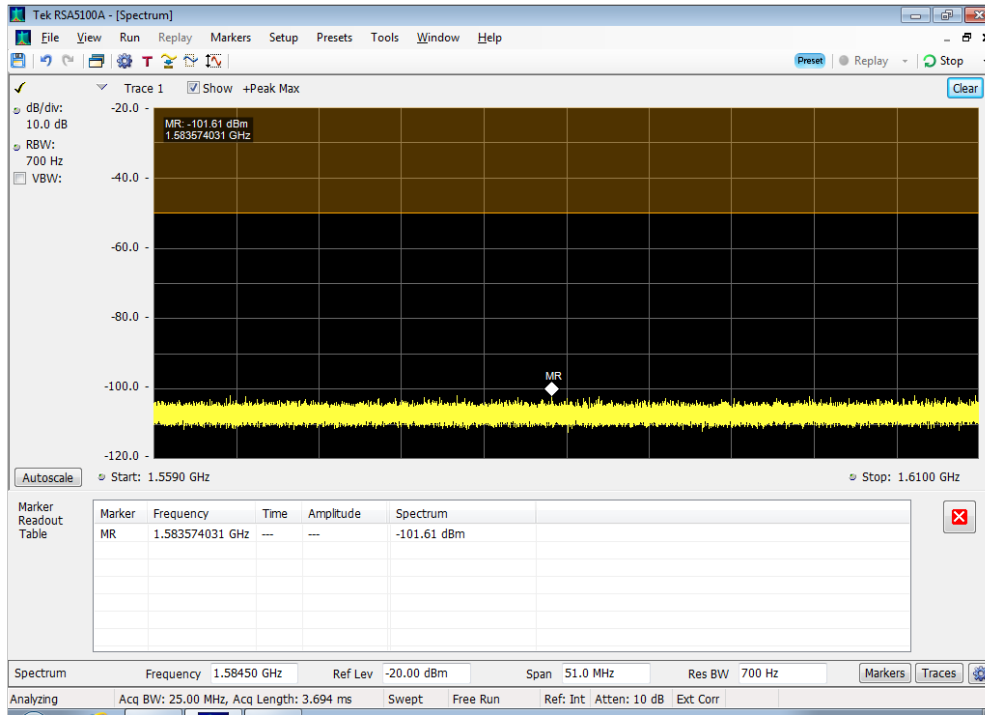 Tek RSA5100A - [Spectrum]
File View Run Replay Markers Setup Presets Tools Window Help
T Preset Replay Stop
Trace 1 Show +Peak Max Clear
dB/div:
10.0 dB
RBW:
700 Hz
VBW:
-20.0
MR: -101.61 dBm
1.583574031 GHz
-40.0
-60.0
-80.0
MR
-100.0
-120.0
Autoscale Start: 1.5590 GHz Stop: 1.6100 GHz
Marker
Readout
Table
Marker Frequency Time Amplitude Spectrum
MR 1.583574031 GHz --- --- -101.61 dBm
Spectrum Frequency 1.58450 GHz Ref Lev -20.00 dBm Span 51.0 MHz Res BW 700 Hz Markers Traces
Analyzing Acq BW: 25.00 MHz, Acq Length: 3.694 ms Swept Free Run Ref: Int Atten: 10 dB Ext Corr